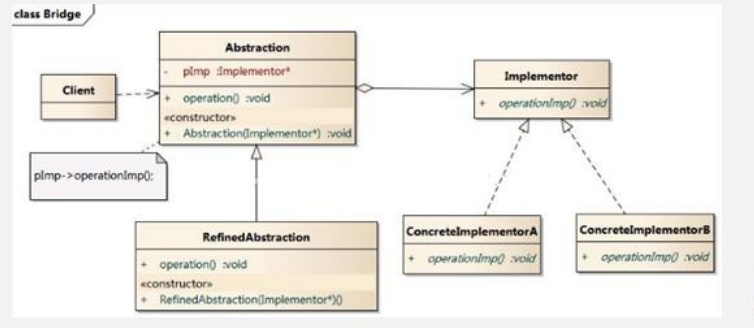 class Bridge
Abstraction
- pImp :Implementor*
+ operation() :void
«constructor»
+ Abstraction(Implementor*) :void
Client
Implementor
+ operationImp() :void
pImp->operationImp();
RefinedAbstraction
+ operation() :void
«constructor»
+ RefinedAbstraction(Implementor*)()
ConcreteImplementorA
+ operationImp() :void
ConcreteImplementorB
+ operationImp() :void